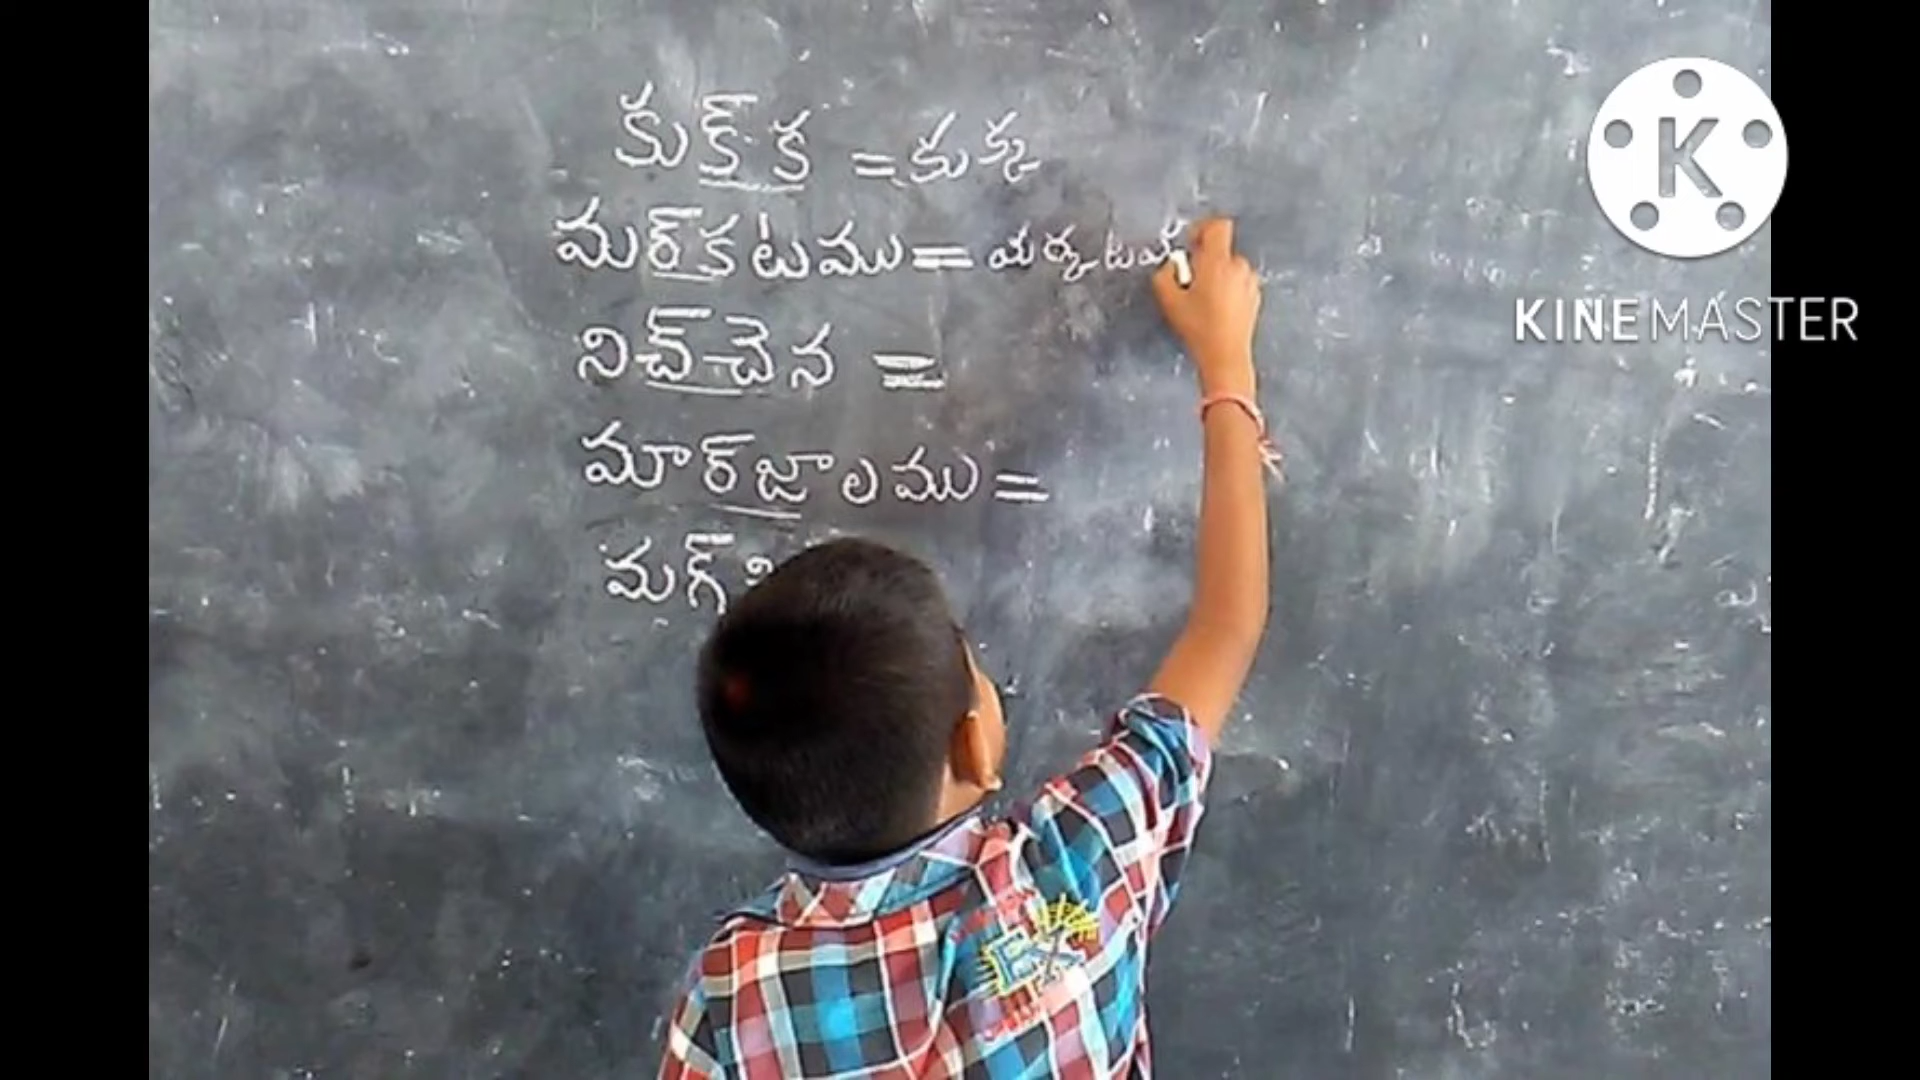 కుక్‌క = కుక్క
మర్‌కటము = మర్కటము
నిచ్‌చెన =
మార్‌జాలము =
K
KINEMASTER